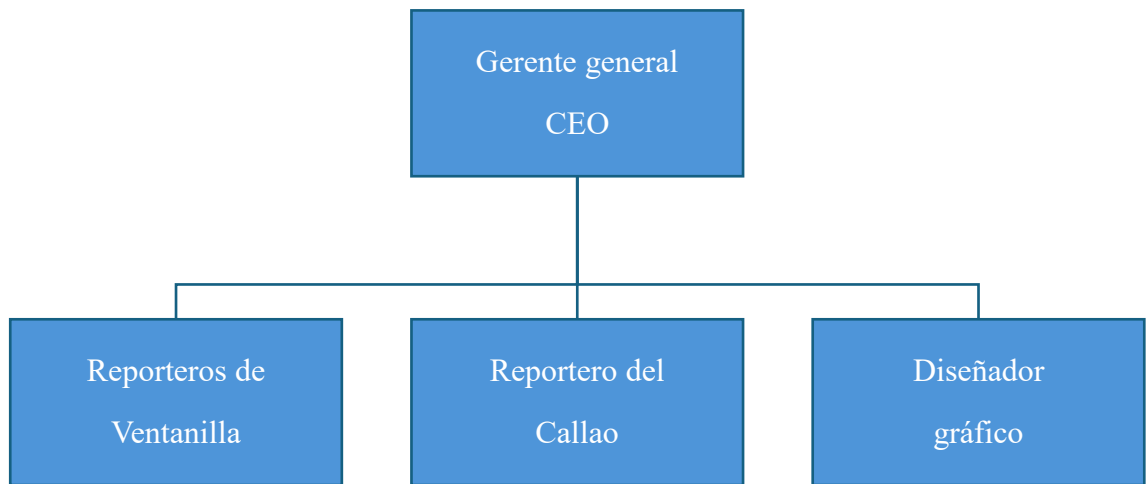 Gerente general
CEO
Reporteros de
Ventanilla
Reportero del
Callao
Diseñador
gráfico